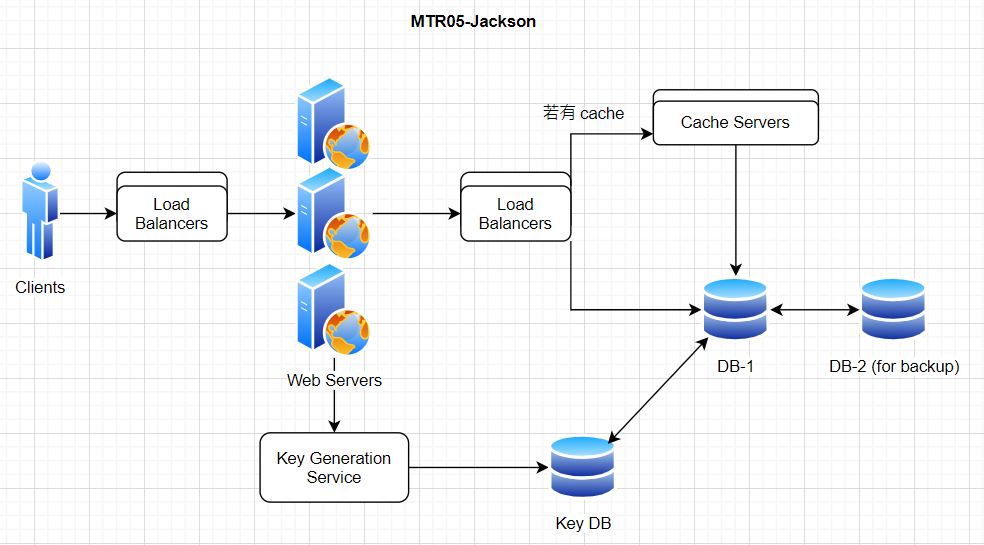 MTR05-Jackson
若有 cache
Cache Servers
Load
Balancers
Load
Balancers
Clients
DB-1
DB-2 (for backup)
Web Servers
Key Generation
Service
Key DB